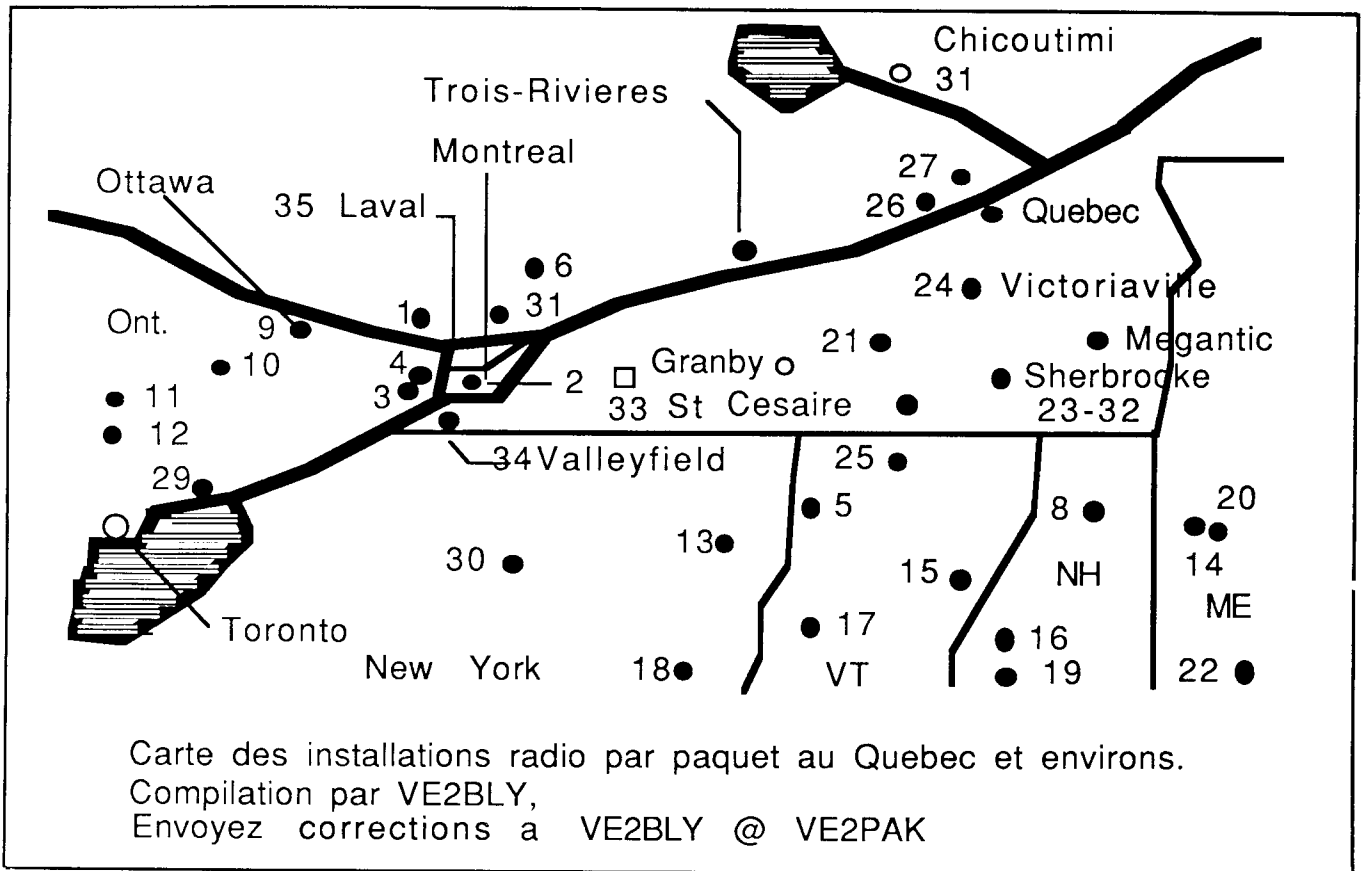 Chicoutimi
31
Trois-Rivieres
Montreal
Ottawa
35 Laval
27
26
Quebec
6
31
1
24 Victoriaville
Ont.
9
10
4
3
2
21
Megantic
Granby
Sherbrooke
11
33 St Cesaire
23-32
12
34 Valleyfield
25
29
5
8
20
13
30
15
NH
14
ME
Toronto
17
16
New York
18
VT
19
22
Carte des installations radio par paquet au Quebec et environs.
Compilation par VE2BLY,
Envoyez corrections a VE2BLY @ VE2PAK